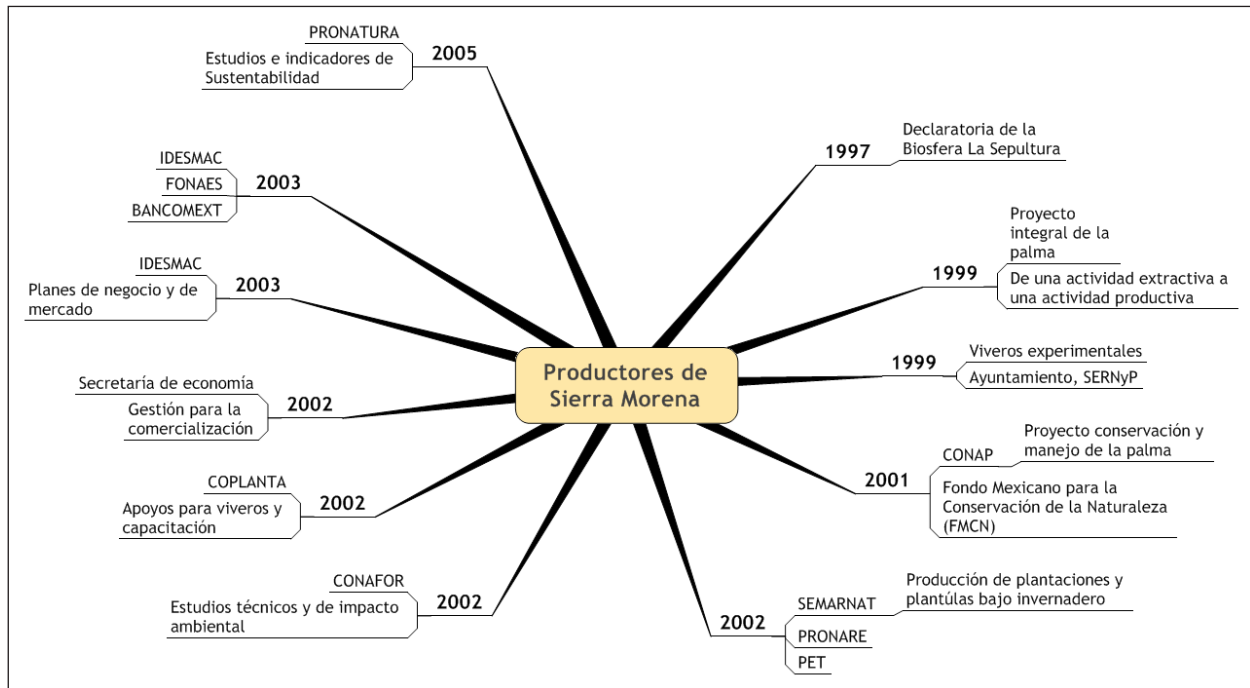 PRONATURA
2005
Estudios e indicadores de
Sustentabilidad
IDESMAC
2003
FONAES
BANCOMEXT
IDESMAC
2003
Planes de negocio y de
mercado
Secretaría de economía
2002
Gestión para la
comercialización
COPLANTA
2002
Apoyos para viveros y
capacitación
CONAFOR
2002
Estudios técnicos y de impacto
ambiental
Productores de
Sierra Morena
1997
Declaratoria de la
Biosfera La Sepultura
1999
Proyecto
integral de la
palma
De una actividad extractiva a
una actividad productiva
1999
Viveros experimentales
Ayuntamiento, SERNyP
2001
CONAP
Proyecto conservación y
manejo de la palma
Fondo Mexicano para la
Conservación de la Naturaleza
(FMCN)
2002
SEMARNAT
Producción de plantaciones y
plantúlas bajo invernadero
PRONARE
PET